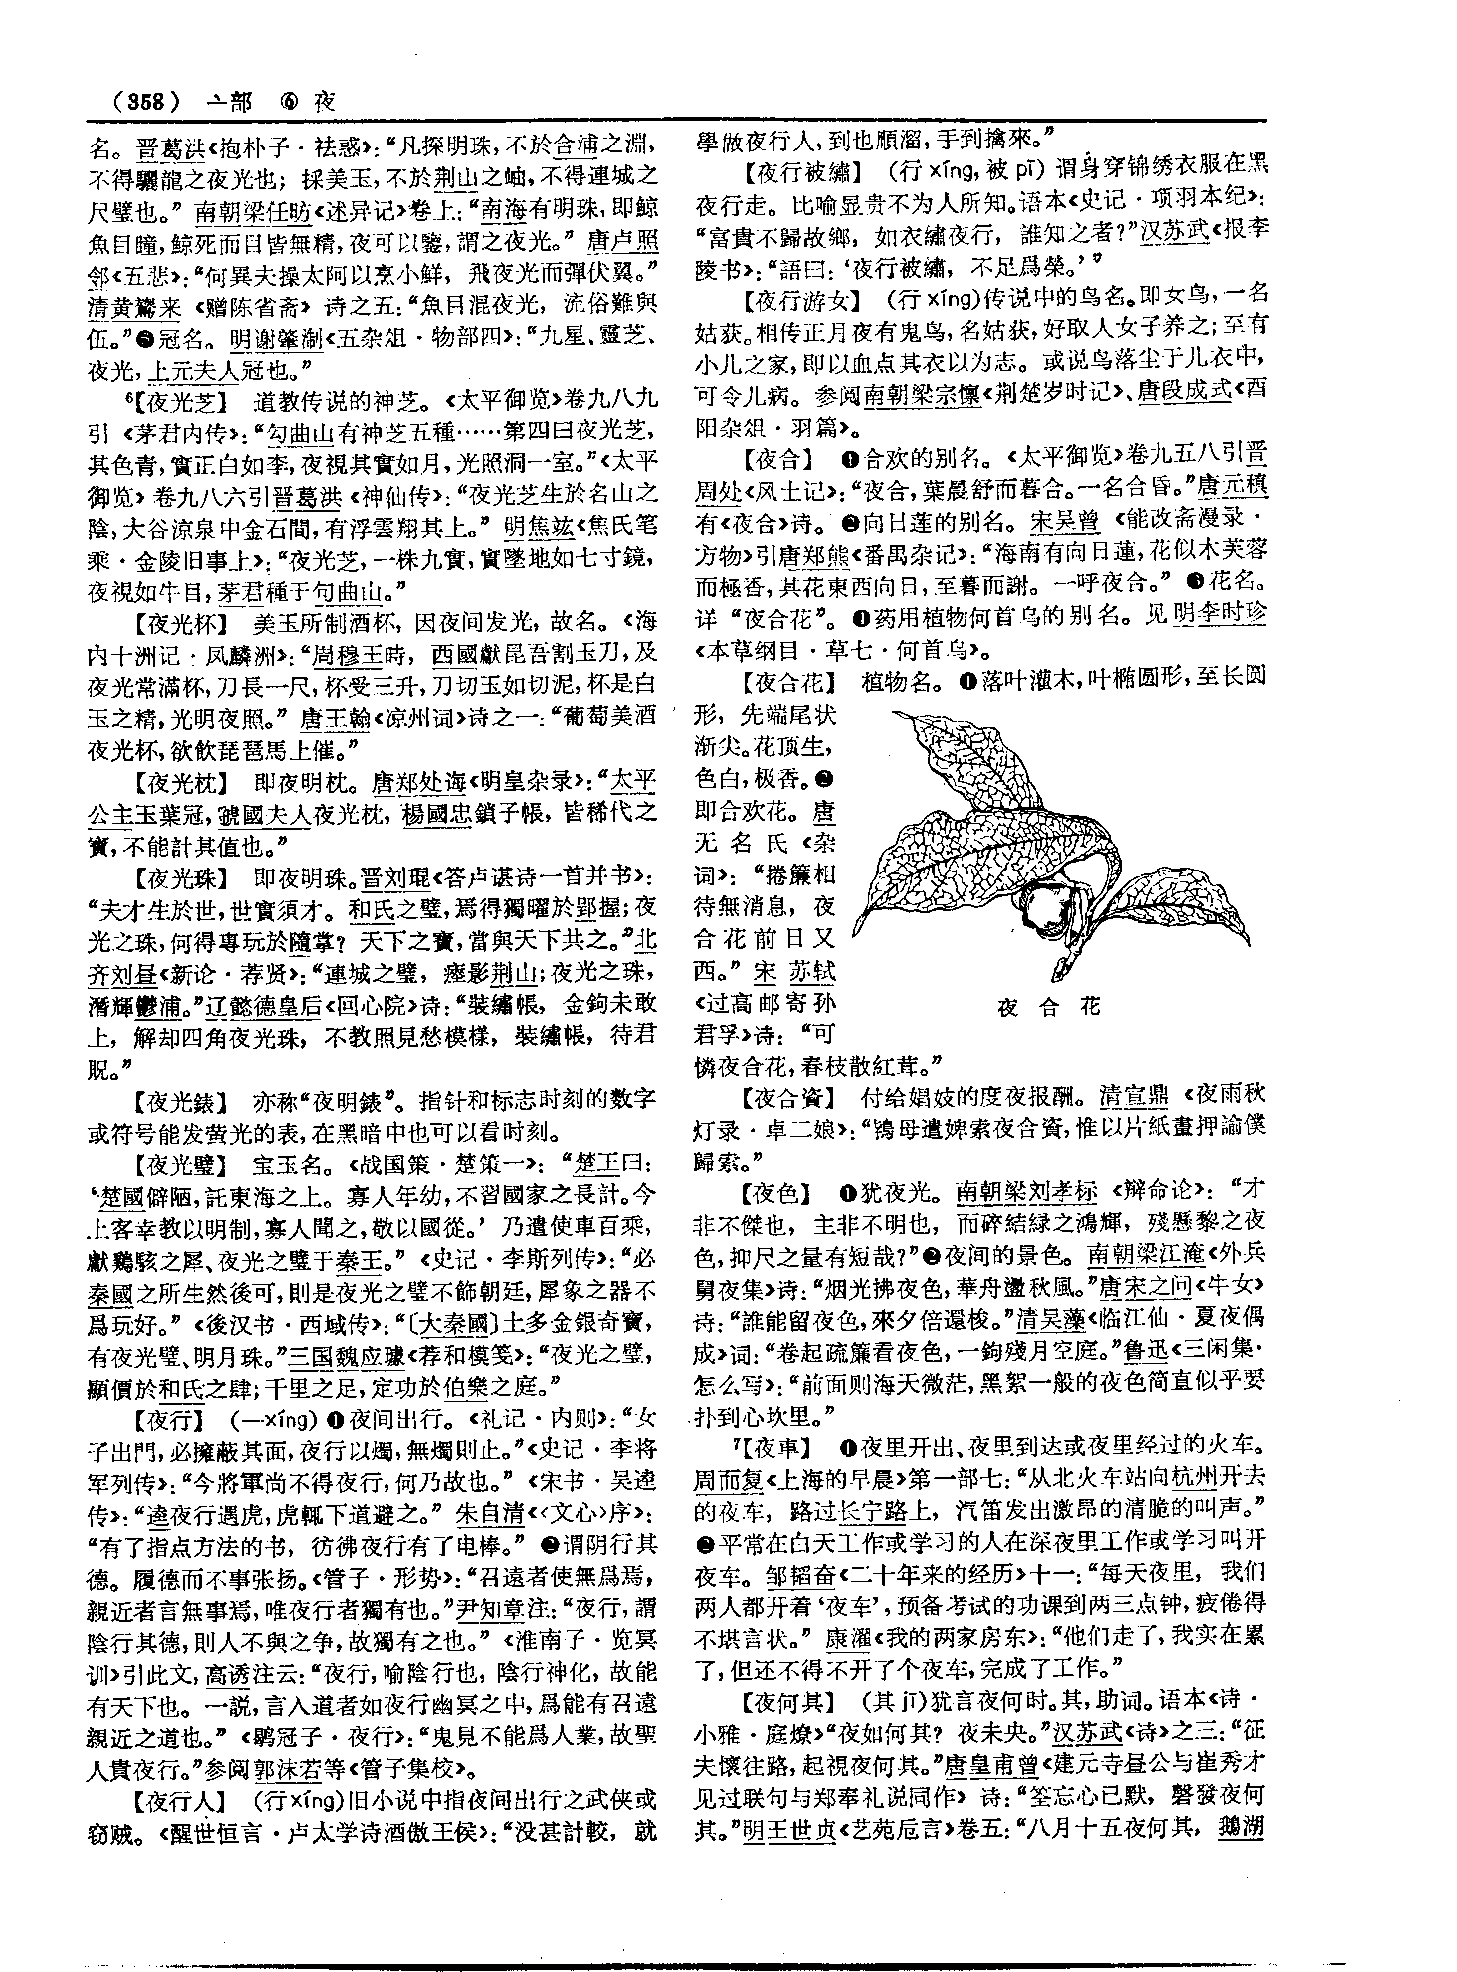 （358） 亠部 ⑥ 夜
名。晋葛洪《抱朴子·祛惑》：“凡探明珠，不於合浦之淵，
不得驪龍之夜光也；採美玉，不於荆山之岫，不得連城之
尺璧也。”南朝梁任昉《述异记》卷上：“南海有明珠，即鲸
魚目瞳，鲸死而目皆無精，夜可以鑒，謂之夜光。”唐卢照
邻《五悲》：“何異夫操太阿以烹小鮮，飛夜光而彈伏翼。”
清黄鷟来《赠陈省斋》诗之五：“魚目混夜光，流俗難與
伍。”❷冠名。明谢肇淛《五杂俎·物部四》：“九星、靈芝、
夜光，上元夫人冠也。”
⁶【夜光芝】 道教传说的神芝。《太平御览》卷九八九
引《茅君内传》：“勾曲山有神芝五種……第四曰夜光芝，
其色青，實正白如李，夜視其實如月，光照洞一室。”《太平
御览》卷九八六引晋葛洪《神仙传》：“夜光芝生於名山之
陰，大谷涼泉中金石間，有浮雲翔其上。”明焦竑《焦氏笔
乘·金陵旧事上》：“夜光芝，一株九實，實墜地如七寸鏡，
夜視如牛目，茅君種于句曲山。”
【夜光杯】 美玉所制酒杯，因夜间发光，故名。《海
内十洲记·凤麟洲》：“周穆王時，西國獻昆吾割玉刀，及
夜光常滿杯，刀長一尺，杯受三升，刀切玉如切泥，杯是白
玉之精，光明夜照。”唐王翰《凉州词》诗之一：“葡萄美酒
夜光杯，欲飲琵琶馬上催。”
【夜光枕】 即夜明枕。唐郑处诲《明皇杂录》：“太平
公主玉葉冠，虢國夫人夜光枕，楊國忠鎖子帳，皆稀代之
寶，不能計其值也。”
【夜光珠】 即夜明珠。晋刘琨《答卢谌诗一首并书》：
“夫才生於世，世實須才。和氏之璧，焉得獨曜於郢握；夜
光之珠，何得專玩於隨掌？天下之寶，當與天下共之。”北
齐刘昼《新论·荐贤》：“連城之璧，瘞影荆山；夜光之珠，
潛輝鬱浦。”辽懿德皇后《回心院》诗：“裝繡帳，金鉤未敢
上，解却四角夜光珠，不教照見愁模樣，裝繡帳，待君
貺。”
【夜光錶】 亦称“夜明錶”。指针和标志时刻的数字
或符号能发萤光的表，在黑暗中也可以看时刻。
【夜光璧】 宝玉名。《战国策·楚策一》：“楚王曰：
‘楚國僻陋，託東海之上。寡人年幼，不習國家之長計。今
上客幸教以明制，寡人聞之，敬以國從。’乃遣使車百乘，
獻鷄駭之犀、夜光之璧于秦王。”《史记·李斯列传》：“必
秦國之所生然後可，則是夜光之璧不飾朝廷，犀象之器不
爲玩好。”《後汉书·西域传》：“〔大秦國〕土多金銀奇寶，
有夜光璧、明月珠。”三国魏应璩《荐和模笺》：“夜光之璧，
顯價於和氏之肆；千里之足，定功於伯樂之庭。”
【夜行】 （—xíng）❶夜间出行。《礼记·内则》：“女
子出門，必擁蔽其面，夜行以燭，無燭則止。”《史记·李将
军列传》：“今將軍尚不得夜行，何乃故也。”《宋书·吴逵
传》：“逵夜行遇虎，虎輒下道避之。”朱自清《〈文心〉序》：
“有了指点方法的书，彷彿夜行有了电棒。”❷谓阴行其
德。履德而不事张扬。《管子·形势》：“召遠者使無爲焉，
親近者言無事焉，唯夜行者獨有也。”尹知章注：“夜行，謂
陰行其德，則人不與之争，故獨有之也。”《淮南子·览冥
训》引此文，高诱注云：“夜行，喻陰行也，陰行神化，故能
有天下也。一説，言入道者如夜行幽冥之中，爲能有召遠
親近之道也。”《鹖冠子·夜行》：“鬼見不能爲人業，故聖
人貴夜行。”参阅郭沫若等《管子集校》。
【夜行人】 （行xíng）旧小说中指夜间出行之武侠或
窃贼。《醒世恒言·卢太学诗酒傲王侯》：“没甚計較，就
學做夜行人，到也順溜，手到擒來。”
【夜行被繡】 （行xíng，被pī）谓身穿锦绣衣服在黑
夜行走。比喻显贵不为人所知。语本《史记·项羽本纪》：
“富貴不歸故鄉，如衣繡夜行，誰知之者？”汉苏武《报李
陵书》：“語曰：‘夜行被繡，不足爲榮。’”
【夜行游女】 （行xíng）传说中的鸟名。即女鸟，一名
姑获。相传正月夜有鬼鸟，名姑获，好取人女子养之；至有
小儿之家，即以血点其衣以为志。或说鸟落尘于儿衣中，
可令儿病。参阅南朝梁宗懔《荆楚岁时记》、唐段成式《酉
阳杂俎·羽篇》。
【夜合】 ❶合欢的别名。《太平御览》卷九五八引晋
周处《风土记》：“夜合，葉晨舒而暮合。一名合昏。”唐元稹
有《夜合》诗。❷向日莲的别名。宋吴曾《能改斋漫录·
方物》引唐郑熊《番禺杂记》：“海南有向日蓮，花似木芙蓉
而極香，其花東西向日，至暮而謝。一呼夜合。”❸花名。
详“夜合花”。❹药用植物何首乌的别名。见明李时珍
《本草纲目·草七·何首乌》。
【夜合花】 植物名。❶落叶灌木，叶椭圆形，至长圆
形，先端尾状
渐尖。花顶生，
色白，极香。❷
即合欢花。唐
无名氏《杂
词》：“捲簾相
待無消息，夜
合花前日又
西。”宋苏轼
《过高邮寄孙
君孚》诗：“可
憐夜合花，春枝散紅茸。”
夜合花
【夜合資】 付给娼妓的度夜报酬。清宣鼎《夜雨秋
灯录·卓二娘》：“鴇母遣婢索夜合資，惟以片紙畫押諭僕
歸索。”
【夜色】 ❶犹夜光。南朝梁刘孝标《辩命论》：“才
非不傑也，主非不明也，而碎結緑之鴻輝，殘懸黎之夜
色，抑尺之量有短哉？”❷夜间的景色。南朝梁江淹《外兵
舅夜集》诗：“烟光拂夜色，華舟盪秋風。”唐宋之问《牛女》
诗：“誰能留夜色，來夕倍還梭。”清吴藻《临江仙·夏夜偶
成》词：“卷起疏簾看夜色，一鉤殘月空庭。”鲁迅《三闲集·
怎么写》：“前面则海天微茫，黑絮一般的夜色简直似乎要
扑到心坎里。”
⁷【夜車】 ❶夜里开出、夜里到达或夜里经过的火车。
周而复《上海的早晨》第一部七：“从北火车站向杭州开去
的夜车，路过长宁路上，汽笛发出激昂的清脆的叫声。”
❷平常在白天工作或学习的人在深夜里工作或学习叫开
夜车。邹韬奋《二十年来的经历》十一：“每天夜里，我们
两人都开着‘夜车’，预备考试的功课到两三点钟，疲倦得
不堪言状。”康濯《我的两家房东》：“他们走了，我实在累
了，但还不得不开了个夜车，完成了工作。”
【夜何其】 （其jī）犹言夜何时。其，助词。语本《诗·
小雅·庭燎》“夜如何其？夜未央。”汉苏武《诗》之三：“征
夫懷往路，起視夜何其。”唐皇甫曾《建元寺昼公与崔秀才
见过联句与郑奉礼说同作》诗：“筌忘心已默，磬發夜何
其。”明王世贞《艺苑卮言》卷五：“八月十五夜何其，鵝湖